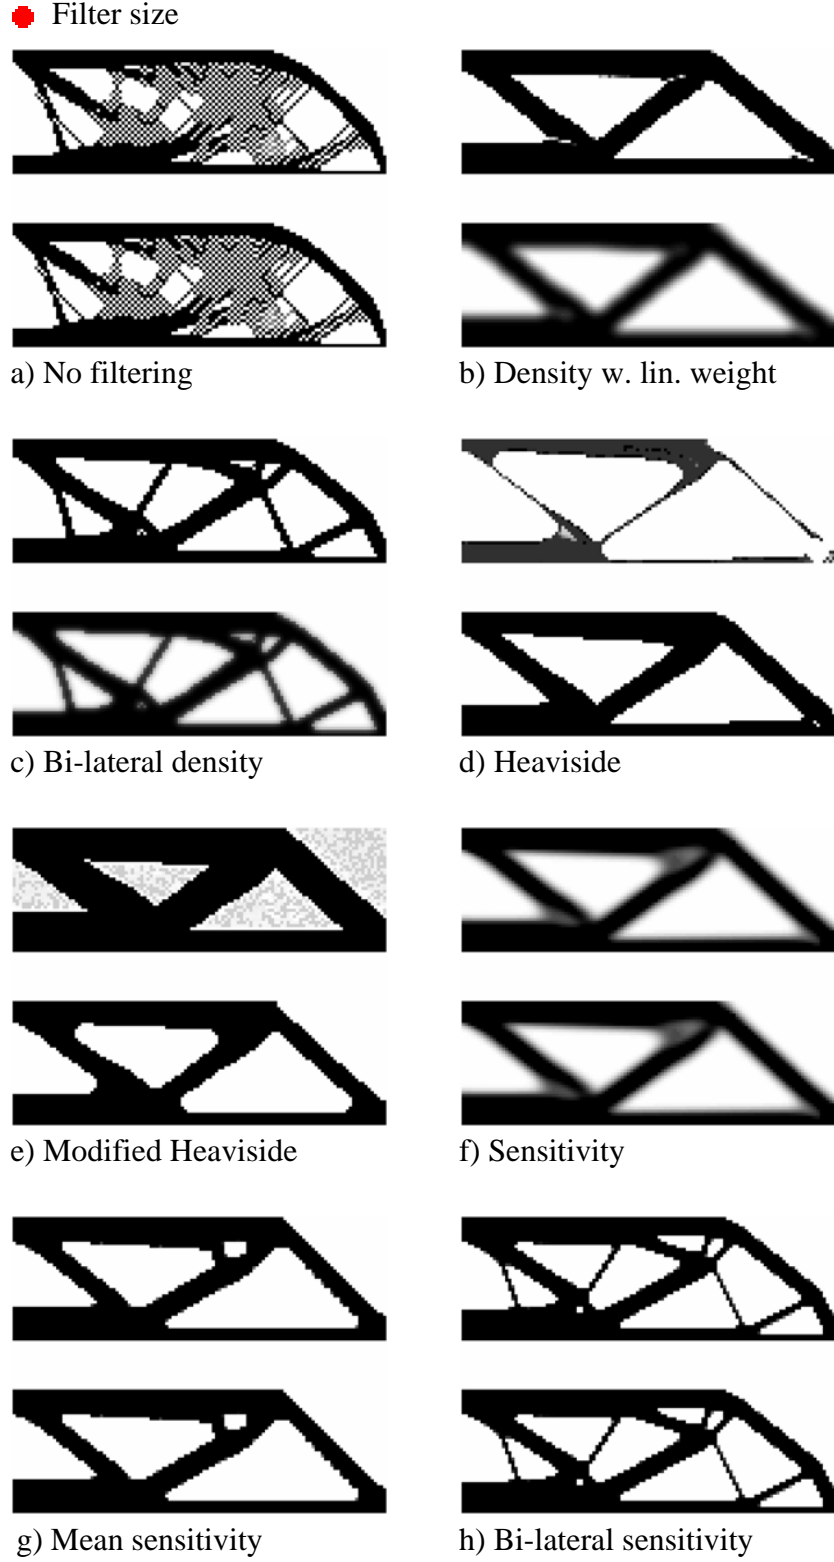 Filter size
a) No filtering
b) Density w. lin. weight
c) Bi-lateral density
d) Heaviside
e) Modified Heaviside
f) Sensitivity
g) Mean sensitivity
h) Bi-lateral sensitivity